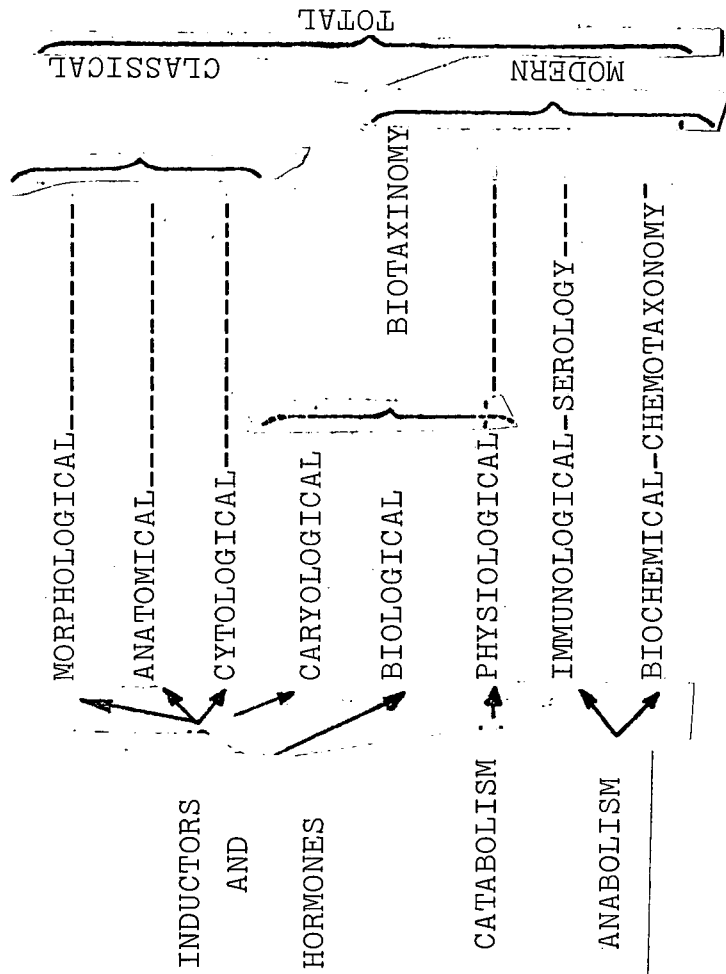 INDUCTORS
AND
HORMONES
CATABOLISM
ANABOLISM
MORPHOLOGICAL
ANATOMICAL
CYTOLOGICAL
CARYOLOGICAL
BIOLOGICAL
PHYSIOLOGICAL
IMMUNOLOGICAL-SEROLOGY
BIOCHEMICAL-CHEMOTAXONOMY
BIOTAXINOMY
CLASSICAL
MODERN
TOTAL